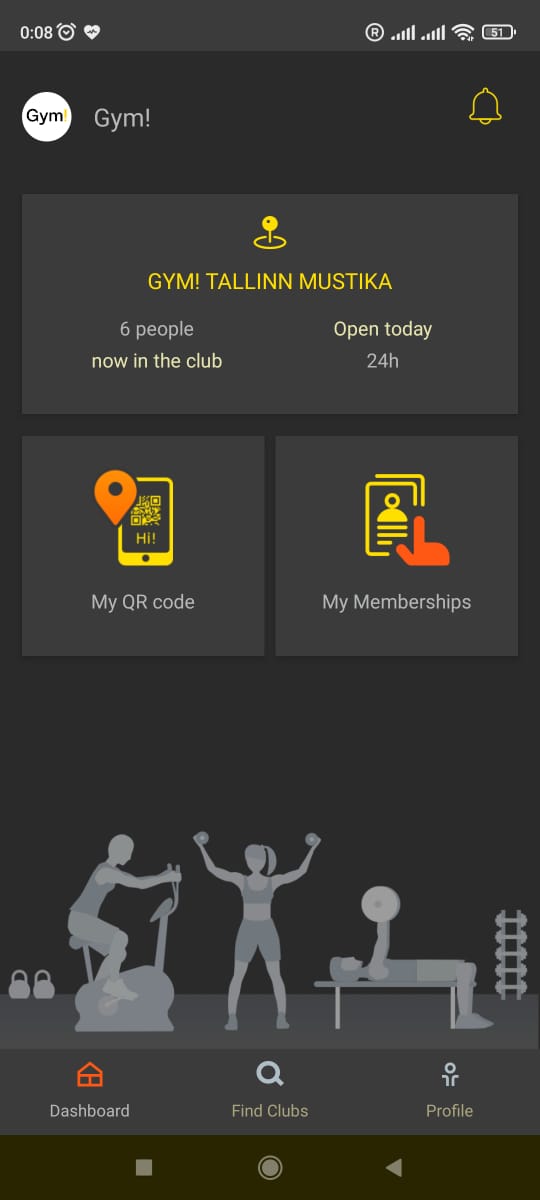 0:08
R
51
Gym!
Gym!
GYM! TALLINN MUSTIKA
6 people
now in the club
Open today
24h
Hi!
My QR code
My Memberships
Dashboard
Find Clubs
Profile